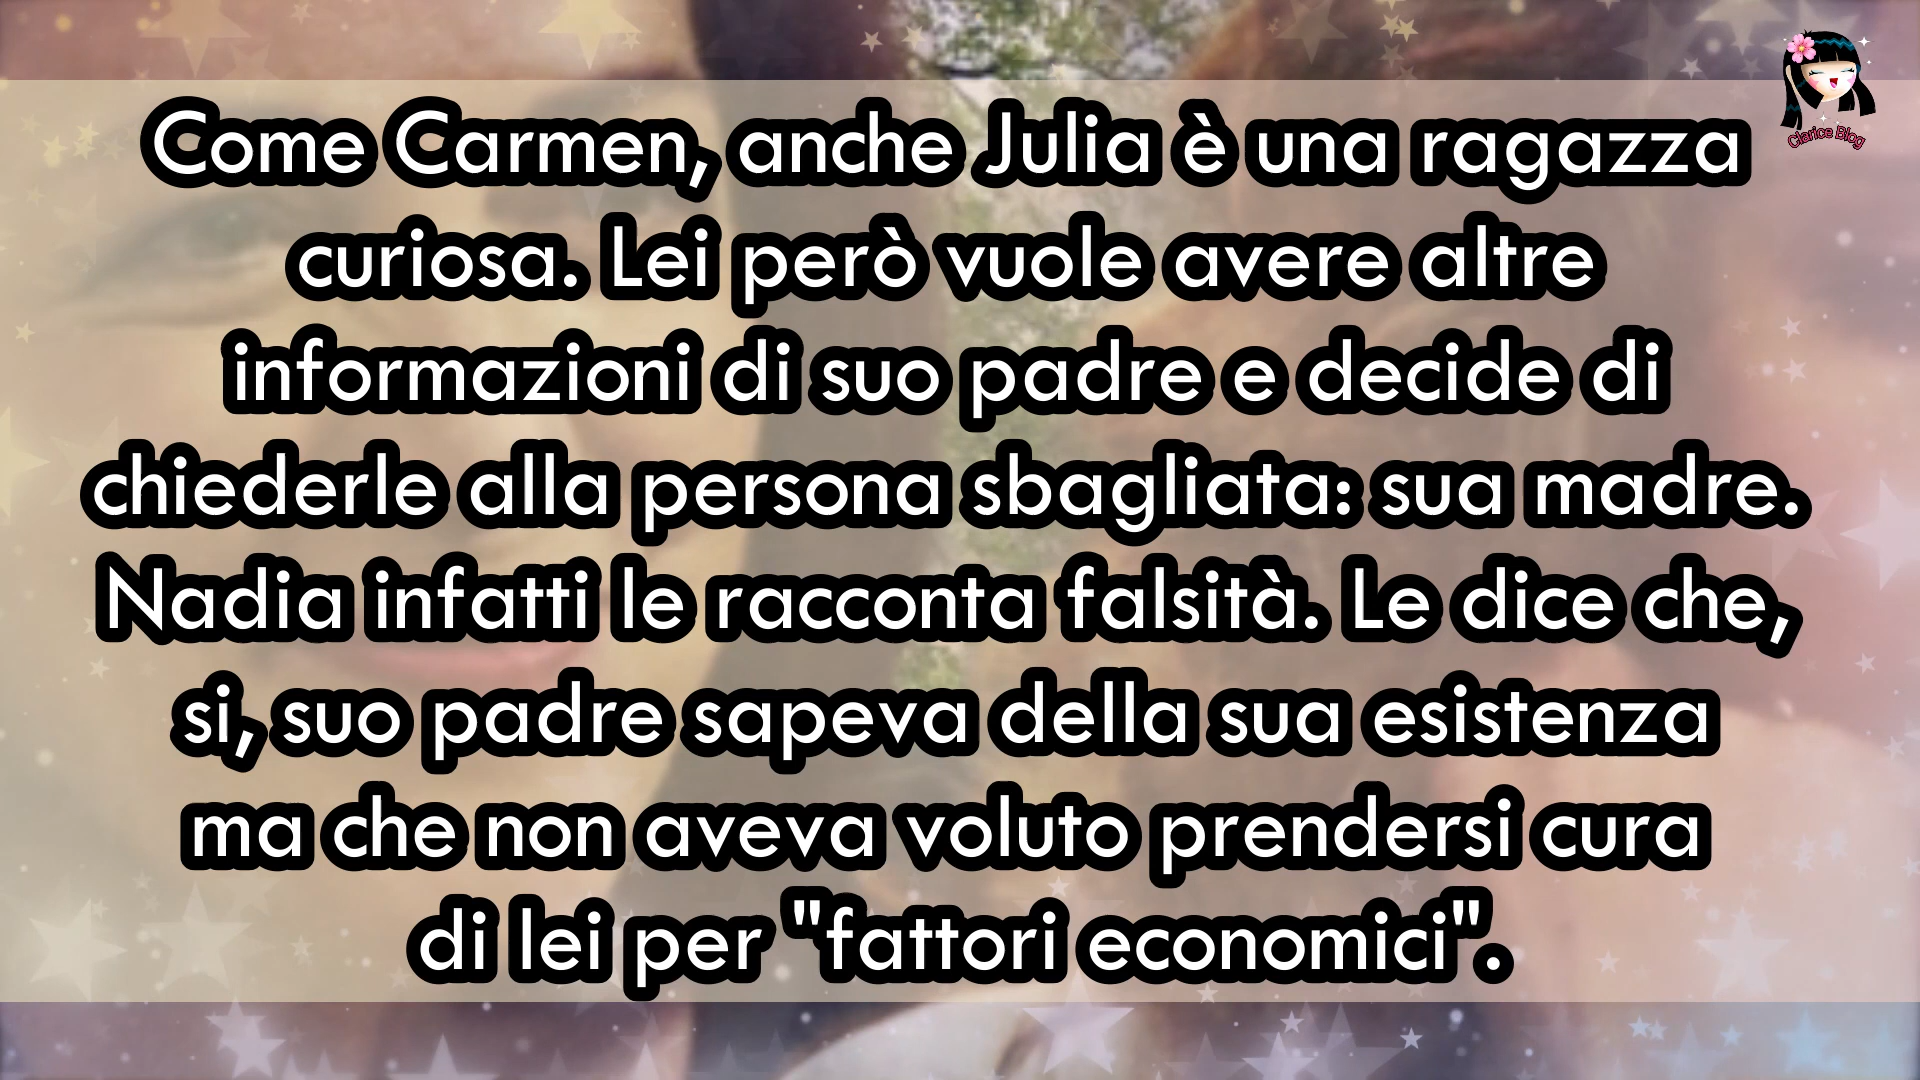 Come Carmen, anche Julia è una ragazza
curiosa. Lei però vuole avere altre
informazioni di suo padre e decide di
chiederle alla persona sbagliata: sua madre.
Nadia infatti le racconta falsità. Le dice che,
si, suo padre sapeva della sua esistenza
ma che non aveva voluto prendersi cura
di lei per "fattori economici".
Clarice Blog